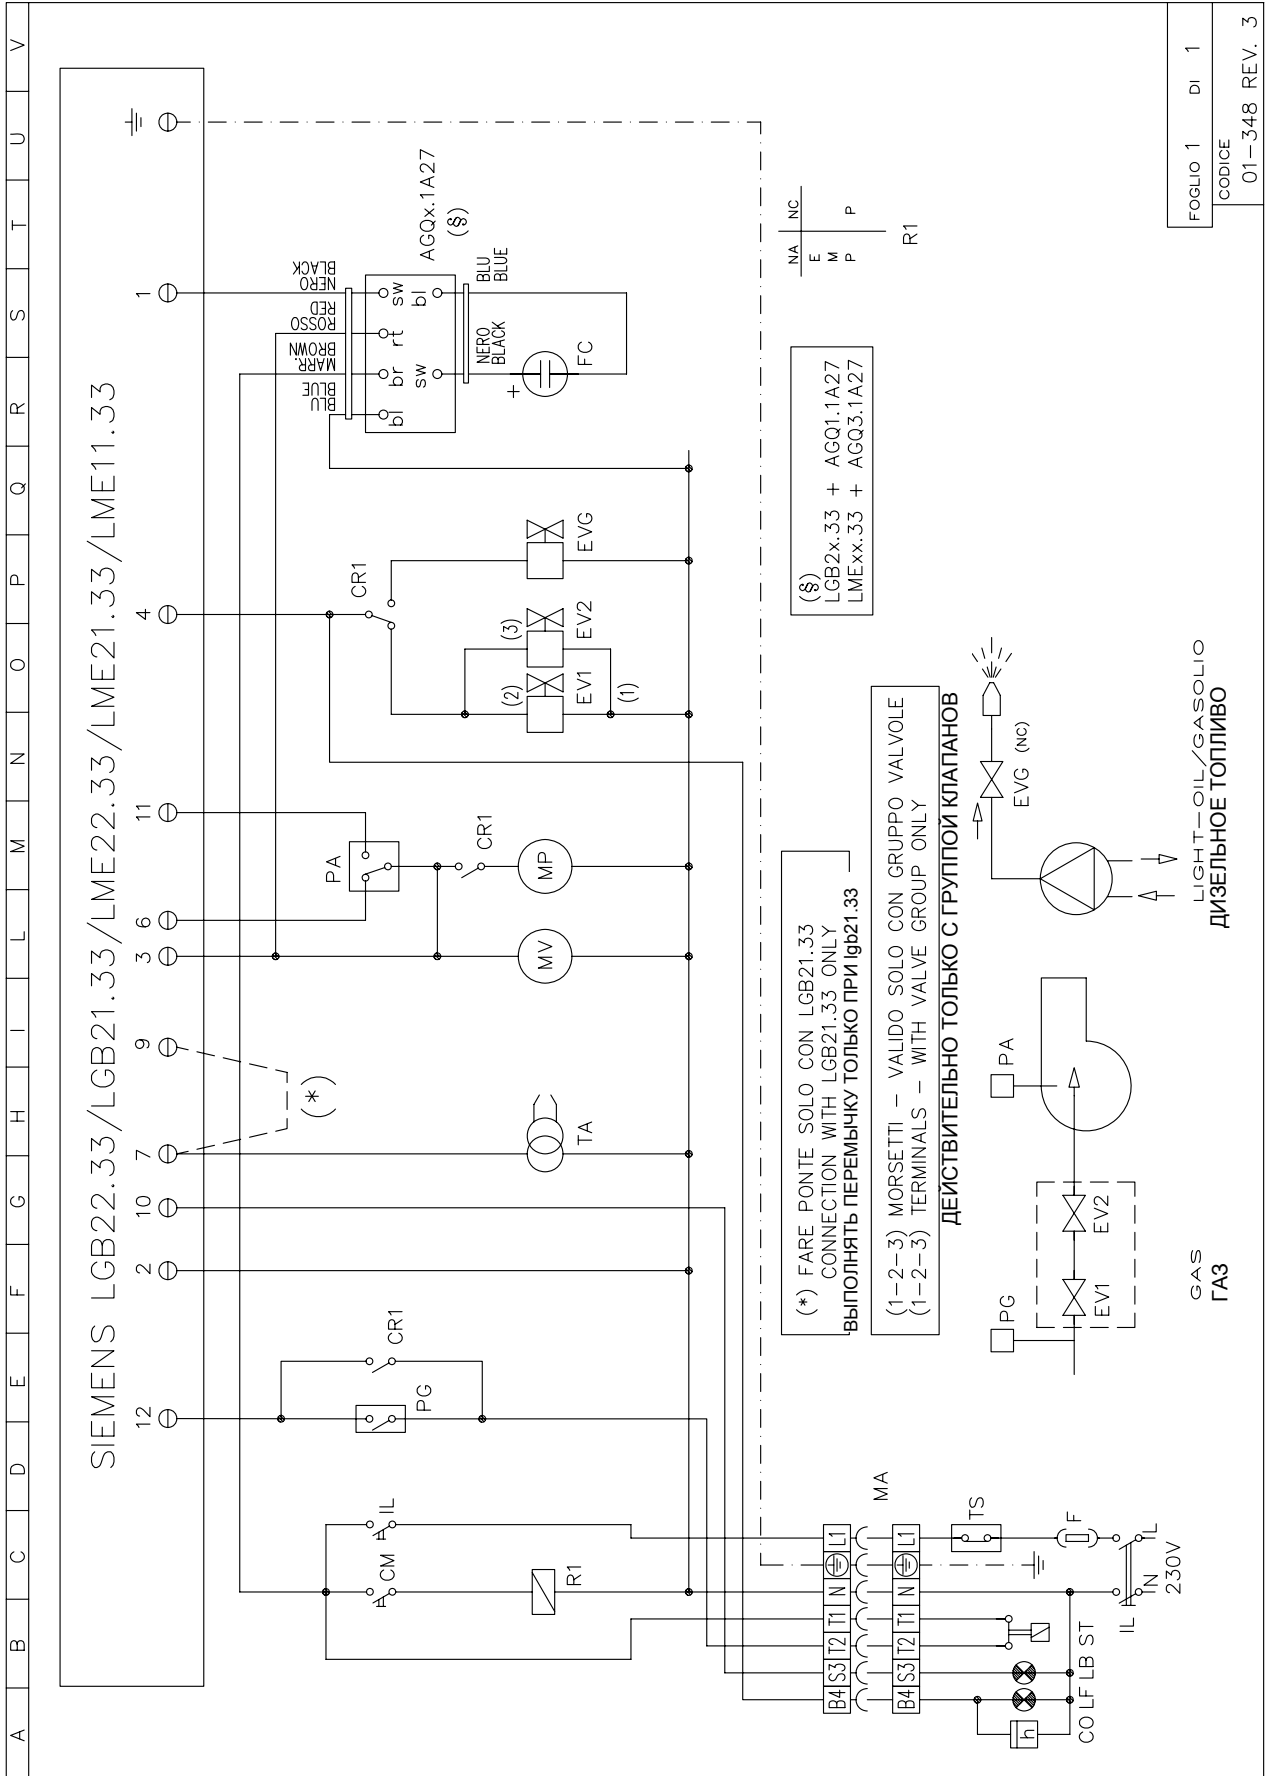 A B C D E F G H I L M N O P Q R S T U V
SIEMENS LGB22.33/LGB21.33/LME22.33/LME21.33/LME11.33
12 2 10 7 9 3 6 11 4 1
(*)
CM
IL
R1
PG
CR1
TA
MV
PA
MP
CR1
CR1
(2)
(3)
EV1
EV2
EVG
(1)
BLU
BLUE
MARR.
BROWN
ROSSO
RED
NERO
BLACK
bl br rt sw
sw bl
AGQx.1A27
(§)
NERO
BLACK
BLU
BLUE
+
FC
B4 S3 T2 T1 N L1
MA
B4 S3 T2 T1 N L1
TS
F
h
CO LF LB ST
IL
N L
230V
(*) FARE PONTE SOLO CON LGB21.33
CONNECTION WITH LGB21.33 ONLY
ВЫПОЛНЯТЬ ПЕРЕМЫЧКУ ТОЛЬКО ПРИ lgb21.33
(1-2-3) MORSETTI - VALIDO SOLO CON GRUPPO VALVOLE
(1-2-3) TERMINALS - WITH VALVE GROUP ONLY
ДЕЙСТВИТЕЛЬНО ТОЛЬКО С ГРУППОЙ КЛАПАНОВ
(§)
LGB2x.33 + AGQ1.1A27
LMExx.33 + AGQ3.1A27
NA NC
E
M
P P
R1
PG
EV1
EV2
PA
GAS
ГАЗ
EVG (NC)
LIGHT-OIL/GASOLIO
ДИЗЕЛЬНОЕ ТОПЛИВО
FOGLIO 1 DI 1
CODICE
01-348 REV. 3